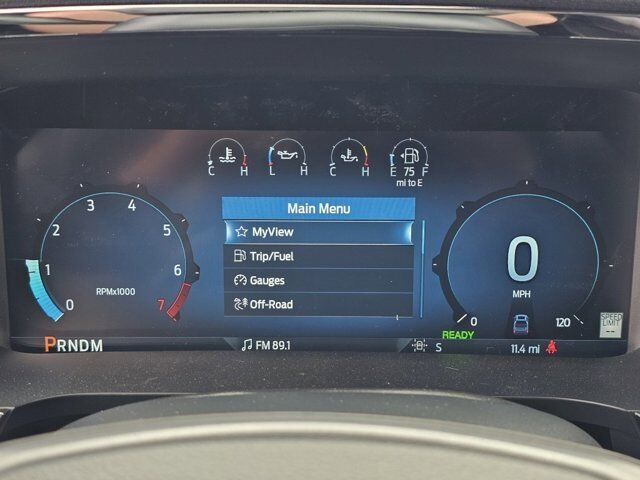 C H L H C H E 75 F
mi to E
Main Menu
MyView
Trip/Fuel
Gauges
Off-Road
0 1 2 3 4 5 6 7
RPMx1000
0
MPH
0 120
READY
SPEED
LIMIT
--
PRNDM
FM 89.1
S
11.4 mi